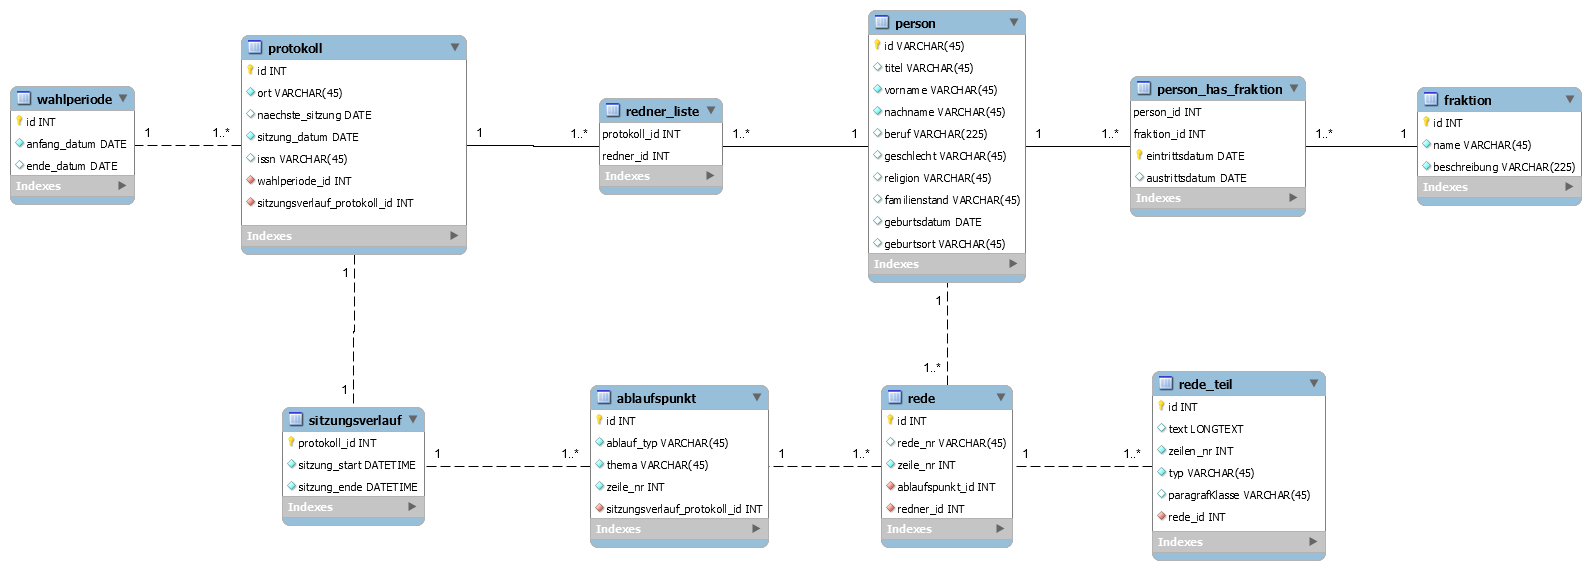 wahlperiode
id INT
anfang_datum DATE
ende_datum DATE
Indexes
1
1..*
protokoll
id INT
ort VARCHAR(45)
naechste_sitzung DATE
sitzung_datum DATE
issn VARCHAR(45)
wahlperiode_id INT
sitzungsverlauf_protokoll_id INT
Indexes
1
1..*
redner_liste
protokoll_id INT
redner_id INT
Indexes
1..*
1
person
id VARCHAR(45)
titel VARCHAR(45)
vorname VARCHAR(45)
nachname VARCHAR(45)
beruf VARCHAR(225)
geschlecht VARCHAR(45)
religion VARCHAR(45)
familienstand VARCHAR(45)
geburtsdatum DATE
geburtsort VARCHAR(45)
Indexes
1
1..*
person_has_fraktion
person_id INT
fraktion_id INT
eintrittsdatum DATE
austrittsdatum DATE
Indexes
1..*
1
fraktion
id INT
name VARCHAR(45)
beschreibung VARCHAR(225)
Indexes
1
1
1
1..*
sitzungsverlauf
protokoll_id INT
sitzung_start DATETIME
sitzung_ende DATETIME
Indexes
1
1..*
ablaufspunkt
id INT
ablauf_typ VARCHAR(45)
thema VARCHAR(45)
zeile_nr INT
sitzungsverlauf_protokoll_id INT
Indexes
1
1..*
rede
id INT
rede_nr VARCHAR(45)
zeile_nr INT
ablaufspunkt_id INT
redner_id INT
Indexes
1
1..*
rede_teil
id INT
text LONGTEXT
zeilen_nr INT
typ VARCHAR(45)
paragrafKlasse VARCHAR(45)
rede_id INT
Indexes